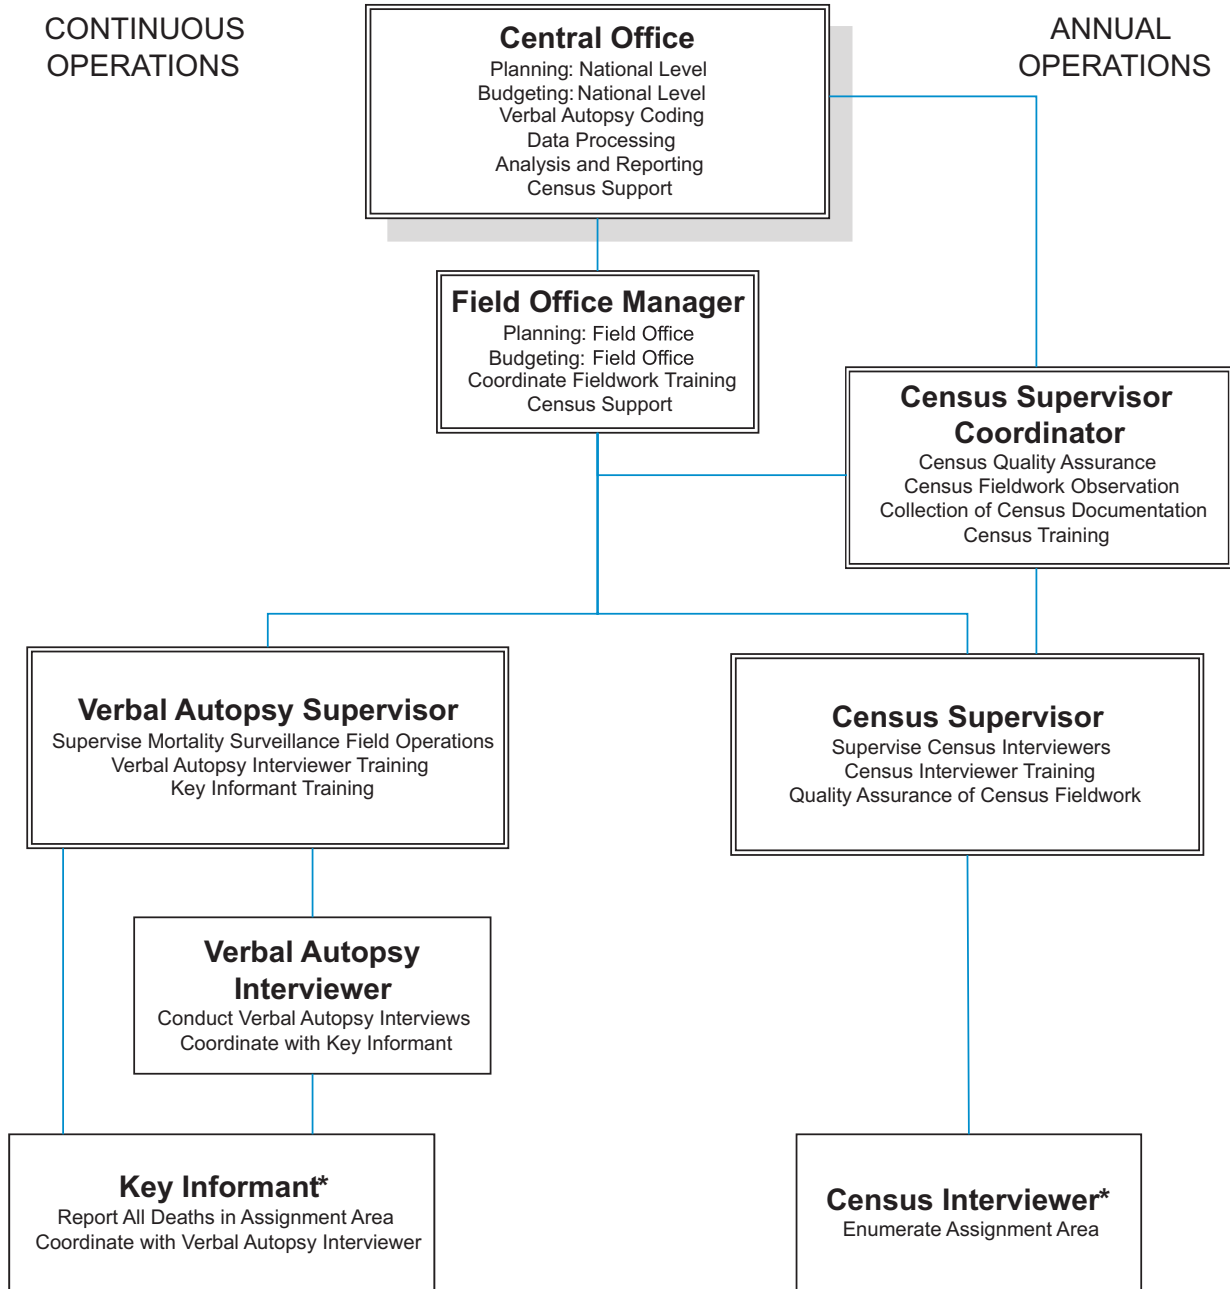 CONTINUOUS
OPERATIONS
ANNUAL
OPERATIONS
Central Office
Planning: National Level
Budgeting: National Level
Verbal Autopsy Coding
Data Processing
Analysis and Reporting
Census Support
Field Office Manager
Planning: Field Office
Budgeting: Field Office
Coordinate Fieldwork Training
Census Support
Census Supervisor
Coordinator
Census Quality Assurance
Census Fieldwork Observation
Collection of Census Documentation
Census Training
Verbal Autopsy Supervisor
Supervise Mortality Surveillance Field Operations
Verbal Autopsy Interviewer Training
Key Informant Training
Census Supervisor
Supervise Census Interviewers
Census Interviewer Training
Quality Assurance of Census Fieldwork
Verbal Autopsy
Interviewer
Conduct Verbal Autopsy Interviews
Coordinate with Key Informant
Key Informant*
Report All Deaths in Assignment Area
Coordinate with Verbal Autopsy Interviewer
Census Interviewer*
Enumerate Assignment Area